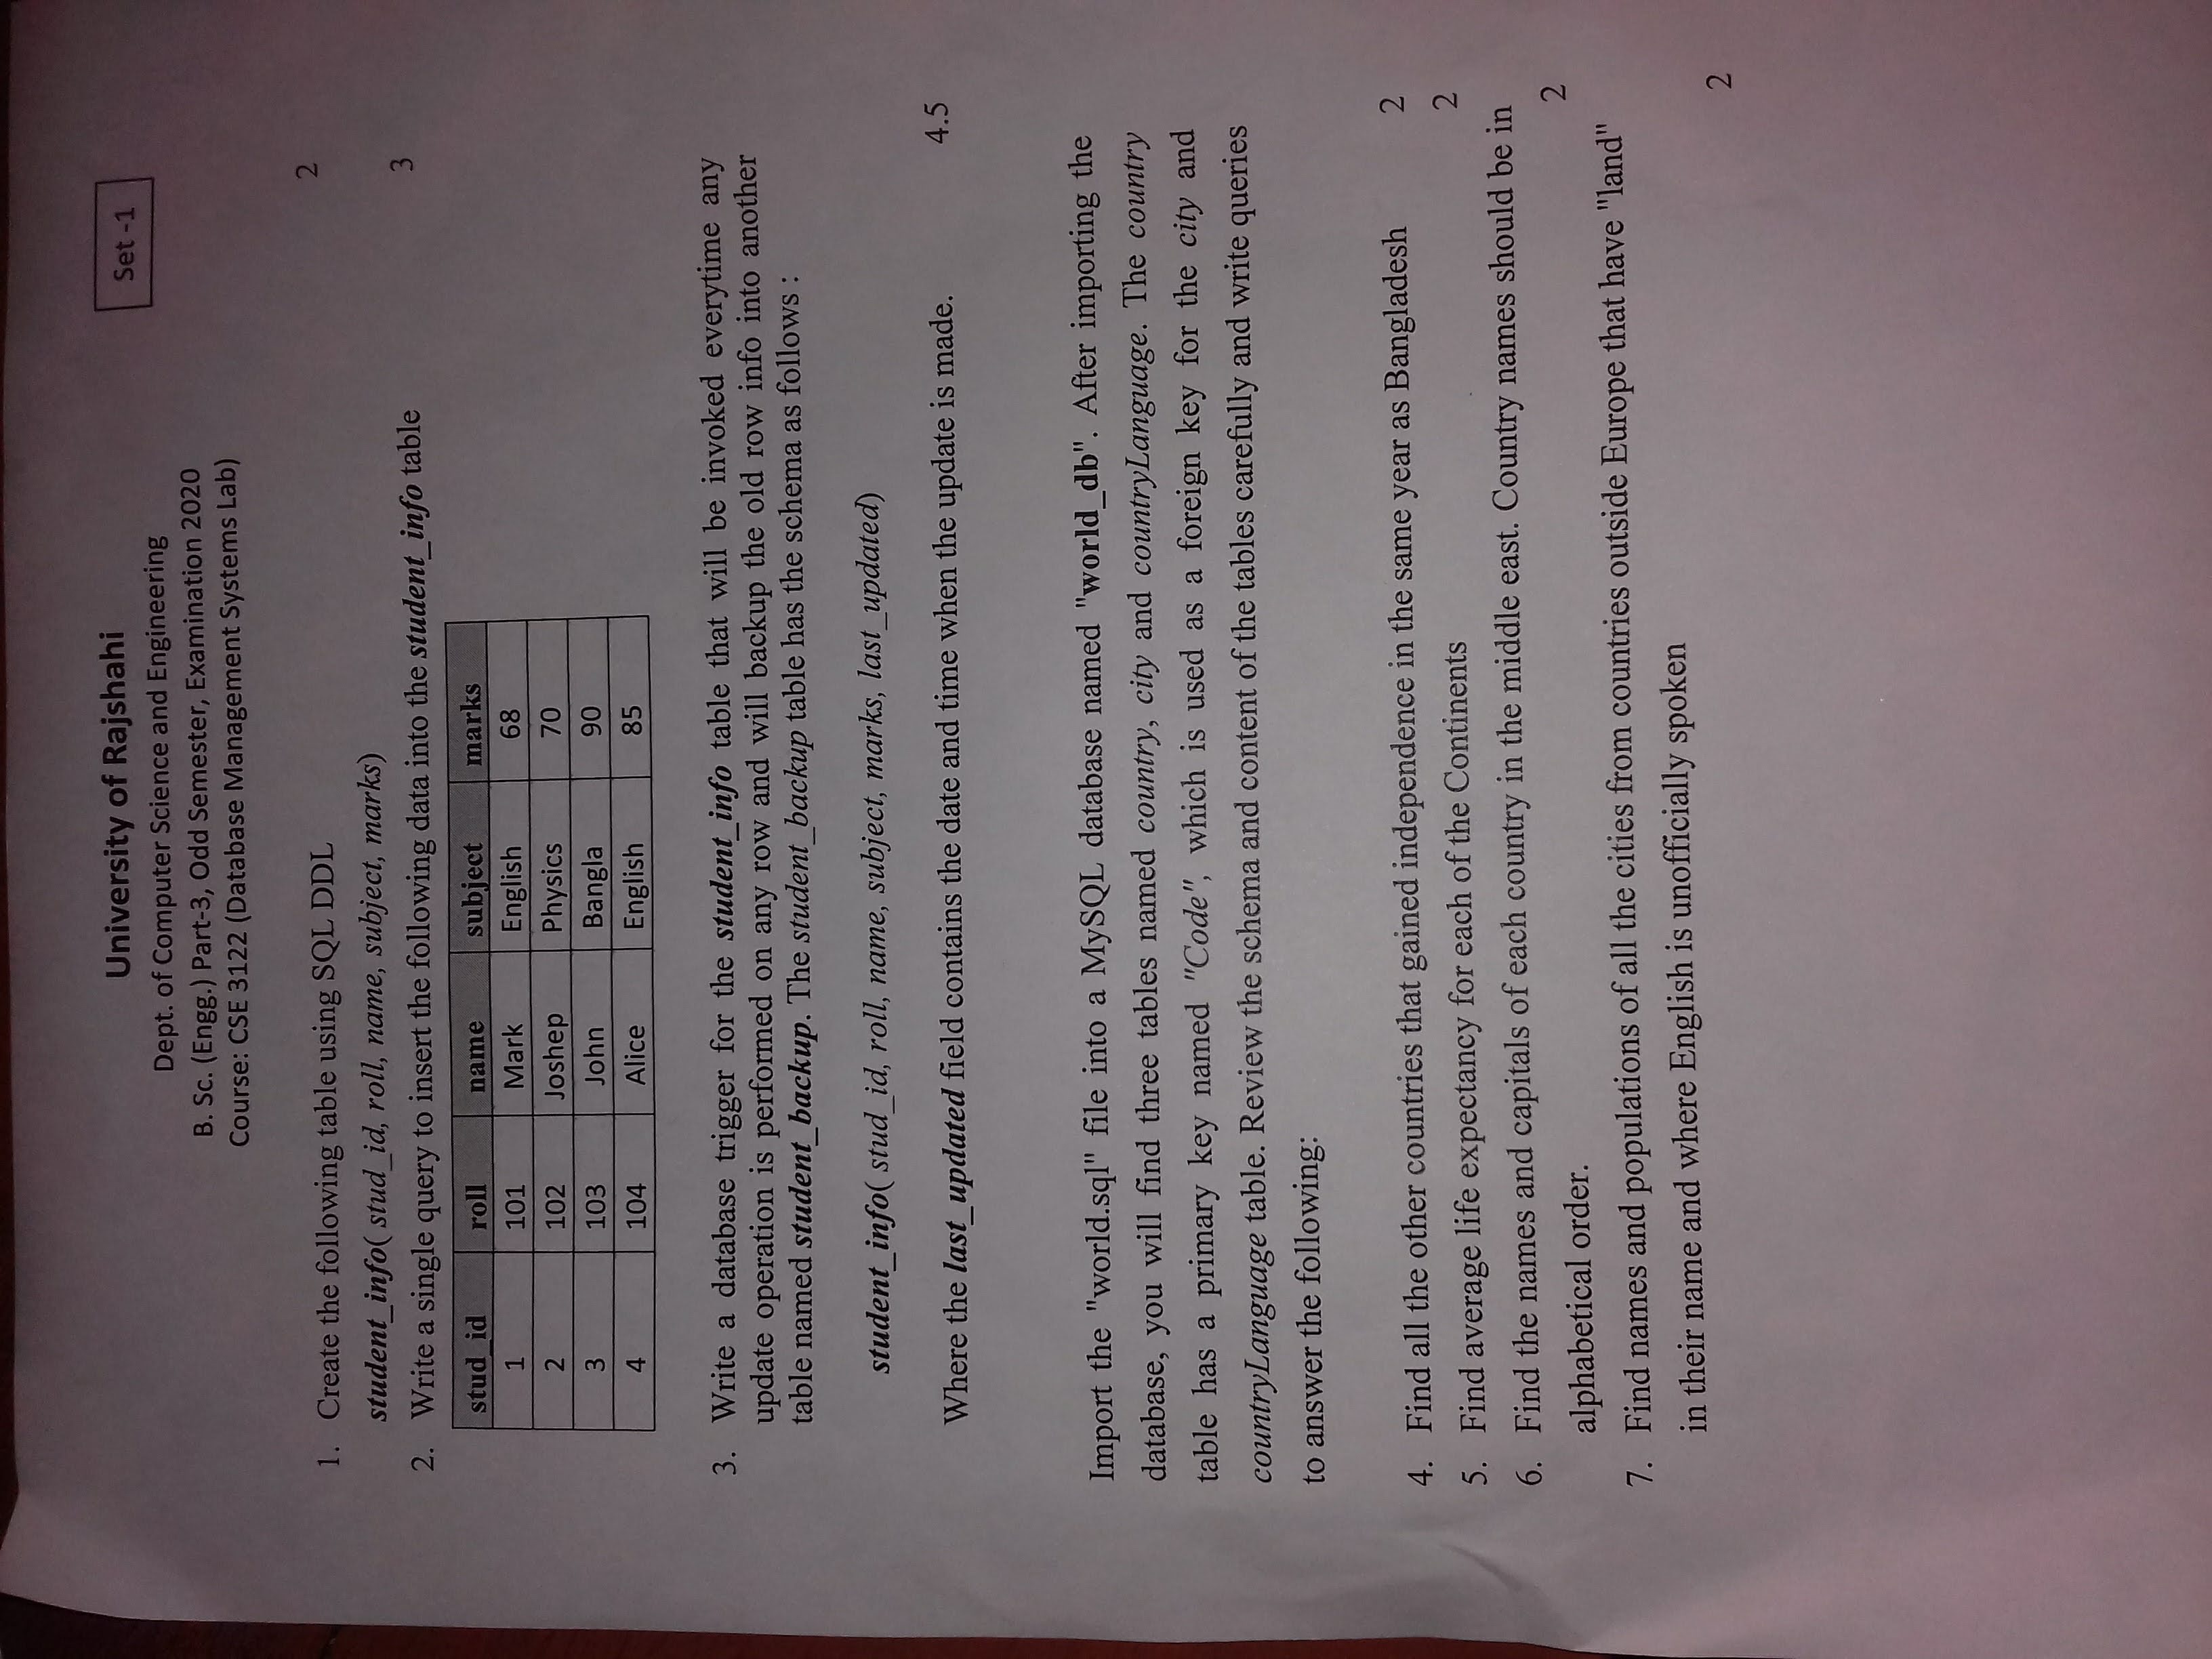 University of Rajshahi
Set -1
Dept. of Computer Science and Engineering
B. Sc. (Engg.) Part-3, Odd Semester, Examination 2020
Course: CSE 3122 (Database Management Systems Lab)
1. Create the following table using SQL DDL 2
student_info( stud_id, roll, name, subject, marks)
2. Write a single query to insert the following data into the student_info table 3
stud_id roll name subject marks
1 101 Mark English 68
2 102 Joshep Physics 70
3 103 John Bangla 90
4 104 Alice English 85
3. Write a database trigger for the student_info table that will be invoked everytime any
update operation is performed on any row and will backup the old row info into another
table named student_backup. The student_backup table has the schema as follows :
student_info( stud_id, roll, name, subject, marks, last_updated)
Where the last_updated field contains the date and time when the update is made. 4.5
Import the "world.sql" file into a MySQL database named "world_db". After importing the
database, you will find three tables named country, city and countryLanguage. The country
table has a primary key named "Code", which is used as a foreign key for the city and
countryLanguage table. Review the schema and content of the tables carefully and write queries
to answer the following:
4. Find all the other countries that gained independence in the same year as Bangladesh 2
5. Find average life expectancy for each of the Continents 2
6. Find the names and capitals of each country in the middle east. Country names should be in
alphabetical order. 2
7. Find names and populations of all the cities from countries outside Europe that have "land"
in their name and where English is unofficially spoken
2